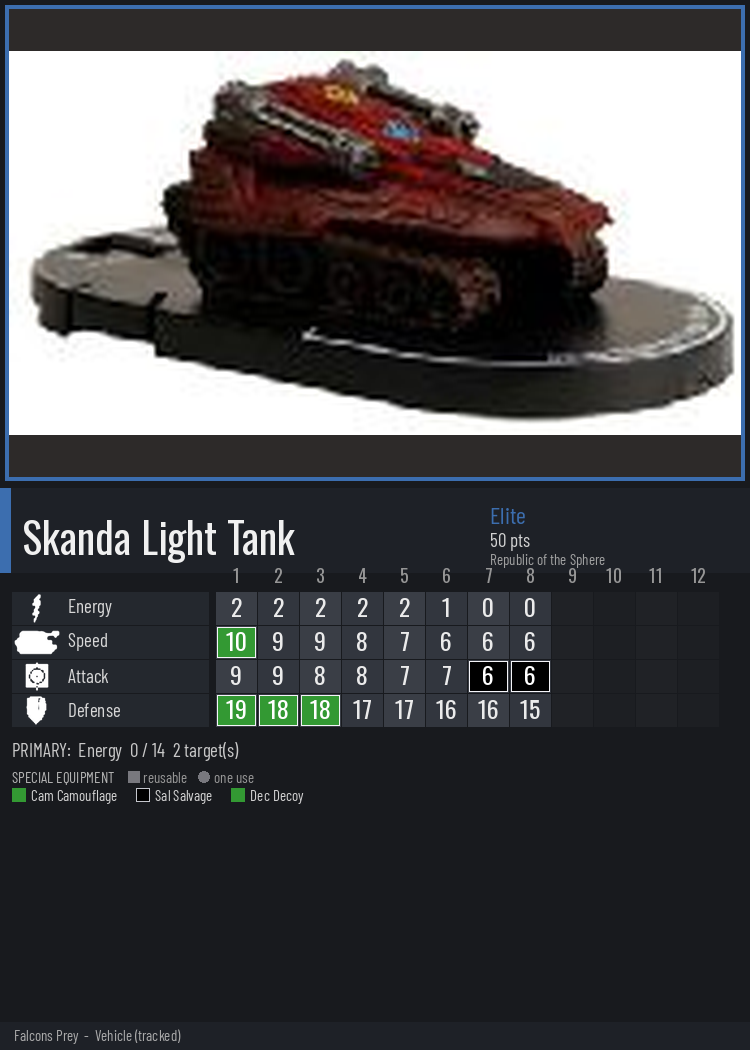 Skanda Light Tank
Elite
50 pts
Republic of the Sphere
1 2 3 4 5 6 7 8 9 10 11 12
Energy 2 2 2 2 2 1 0 0
Speed 10 9 9 8 7 6 6 6
Attack 9 9 8 8 7 7 6 6
Defense 19 18 18 17 17 16 16 15
PRIMARY: Energy 0 / 14 2 target(s)
SPECIAL EQUIPMENT reusable one use
Cam Camouflage Sal Salvage Dec Decoy
Falcons Prey - Vehicle (tracked)